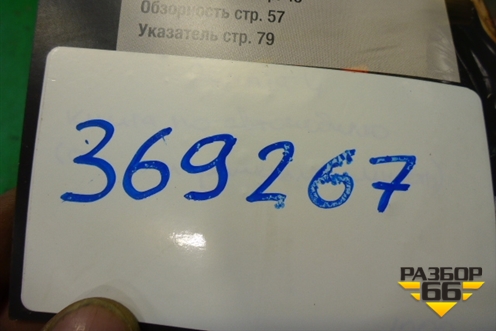 Обзорность стр. 57
Указатель стр. 79
369267
РАЗБОР
66